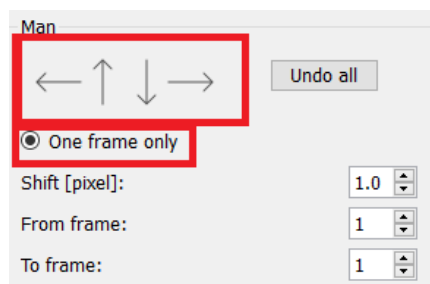 Man
Undo all
One frame only
Shift [pixel]: 1.0
From frame: 1
To frame: 1